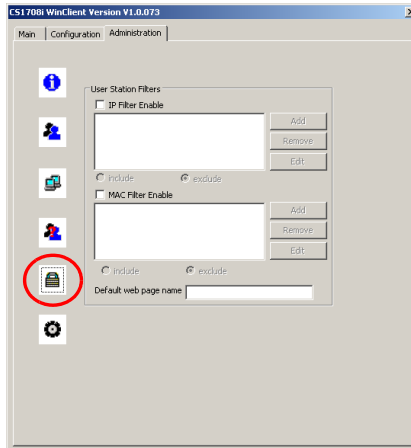 CS1708i WinClient Version V1.0.073
Main Configuration Administration
User Station Filters
IP Filter Enable
Add
Remove
Edit
include exclude
MAC Filter Enable
Add
Remove
Edit
include exclude
Default web page name